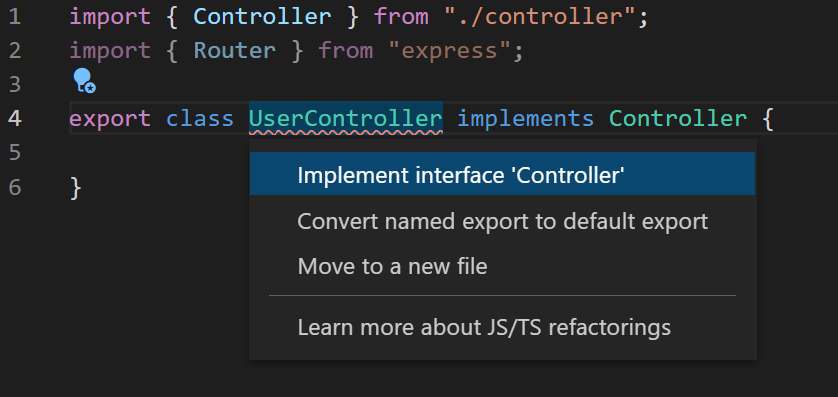 1 import { Controller } from "./controller";
2 import { Router } from "express";
3
4 export class UserController implements Controller {
5
Implement interface 'Controller'
6 }
Convert named export to default export
Move to a new file
Learn more about JS/TS refactorings